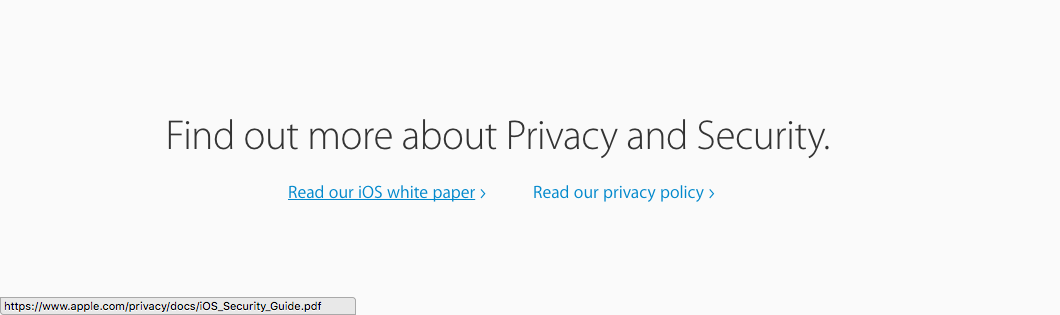 Find out more about Privacy and Security.
Read our iOS white paper › Read our privacy policy ›
https://www.apple.com/privacy/docs/iOS_Security_Guide.pdf